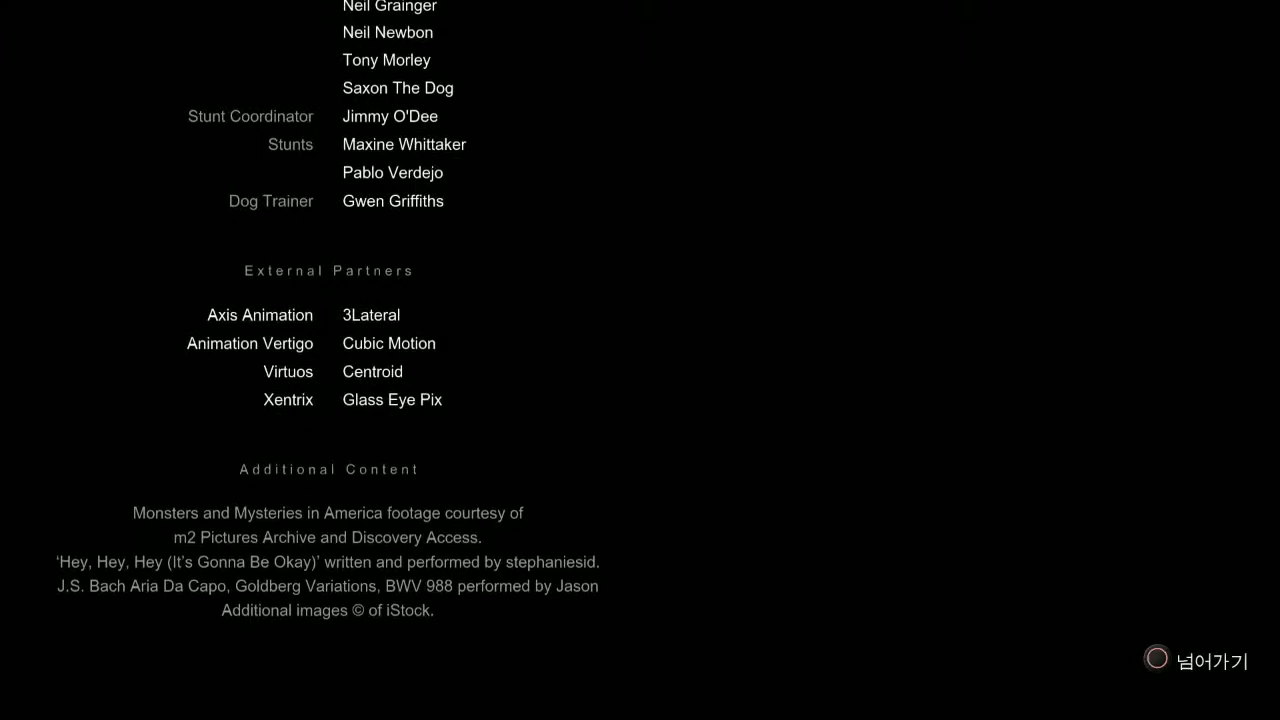 Neil Grainger
Neil Newbon
Tony Morley
Saxon The Dog
Stunt Coordinator Jimmy O'Dee
Stunts Maxine Whittaker
Pablo Verdejo
Dog Trainer Gwen Griffiths
External Partners
Axis Animation 3Lateral
Animation Vertigo Cubic Motion
Virtuos Centroid
Xentrix Glass Eye Pix
Additional Content
Monsters and Mysteries in America footage courtesy of
m2 Pictures Archive and Discovery Access.
‘Hey, Hey, Hey (It’s Gonna Be Okay)’ written and performed by stephaniesid.
J.S. Bach Aria Da Capo, Goldberg Variations, BWV 988 performed by Jason
Additional images © of iStock.
넘어가기